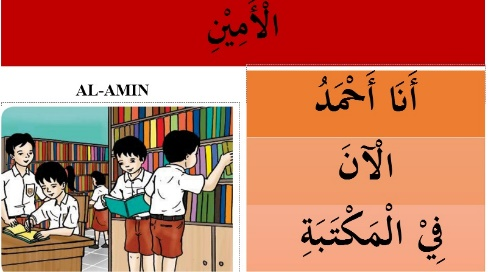 الْأَمِيْنِ
AL-AMIN
أَنَا أَحْمَدُ
الْآنَ
فِيْ الْمَكْتَبَةِ